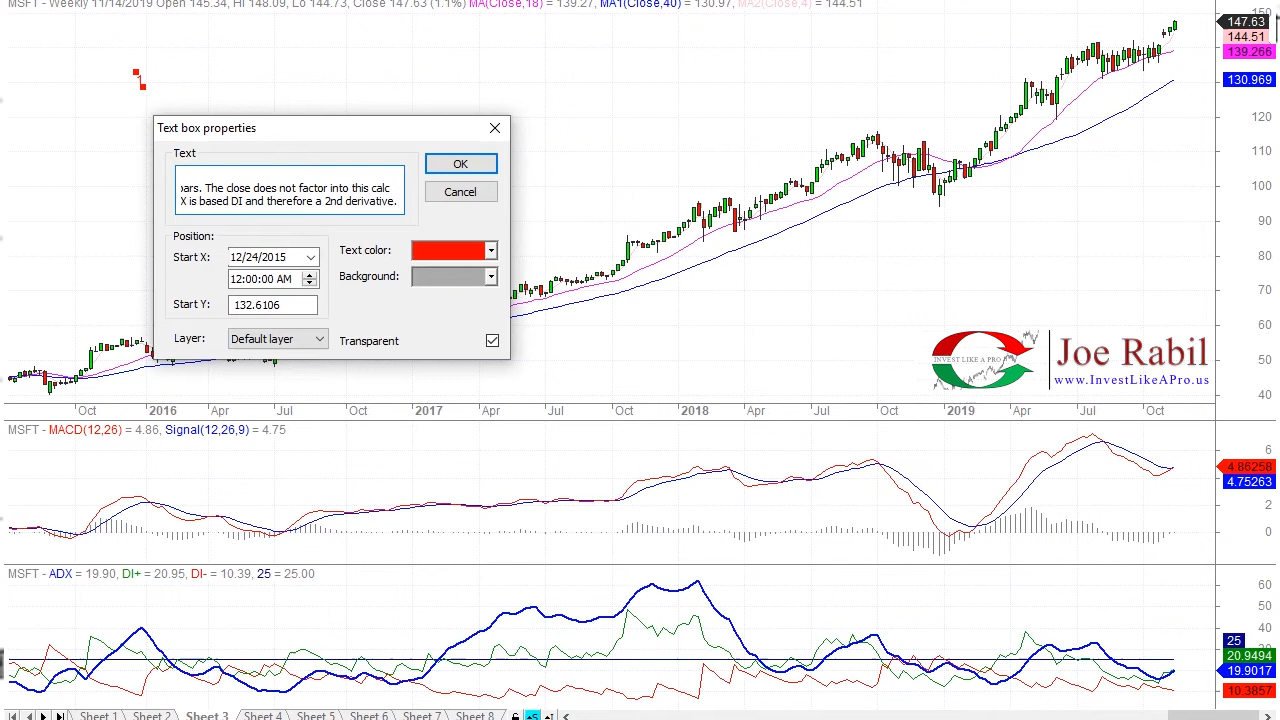 MSFT - Weekly 11/14/2019 Open 145.34, Hi 148.09, Lo 144.73, Close 147.63 (1.1%) MA(Close,18) = 139.27, MA1(Close,40) = 130.97, MA2(Close,4) = 144.51
150
147.63
144.51
139.266
130.969
120
110
100
90
80
70
60
50
40
Text box properties
Text
OK
bars. The close does not factor into this calc
X is based DI and therefore a 2nd derivative.
Cancel
Position:
Start X: 12/24/2015
12:00:00 AM
Start Y: 132.6106
Text color:
Background:
Layer: Default layer
Transparent
INVEST LIKE A PRO
Joe Rabil
www.InvestLikeAPro.us
Oct 2016 Apr Jul Oct 2017 Apr Jul Oct 2018 Apr Jul Oct 2019 Apr Jul Oct
MSFT - MACD(12,26) = 4.86, Signal(12,26,9) = 4.75
6
4.86258
4.75263
2
0
MSFT - ADX = 19.90, DI+ = 20.95, DI- = 10.39, 25 = 25.00
60
50
40
25
20.9494
19.9017
10.3857
Sheet 1 Sheet 2 Sheet 3 Sheet 4 Sheet 5 Sheet 6 Sheet 7 Sheet 8